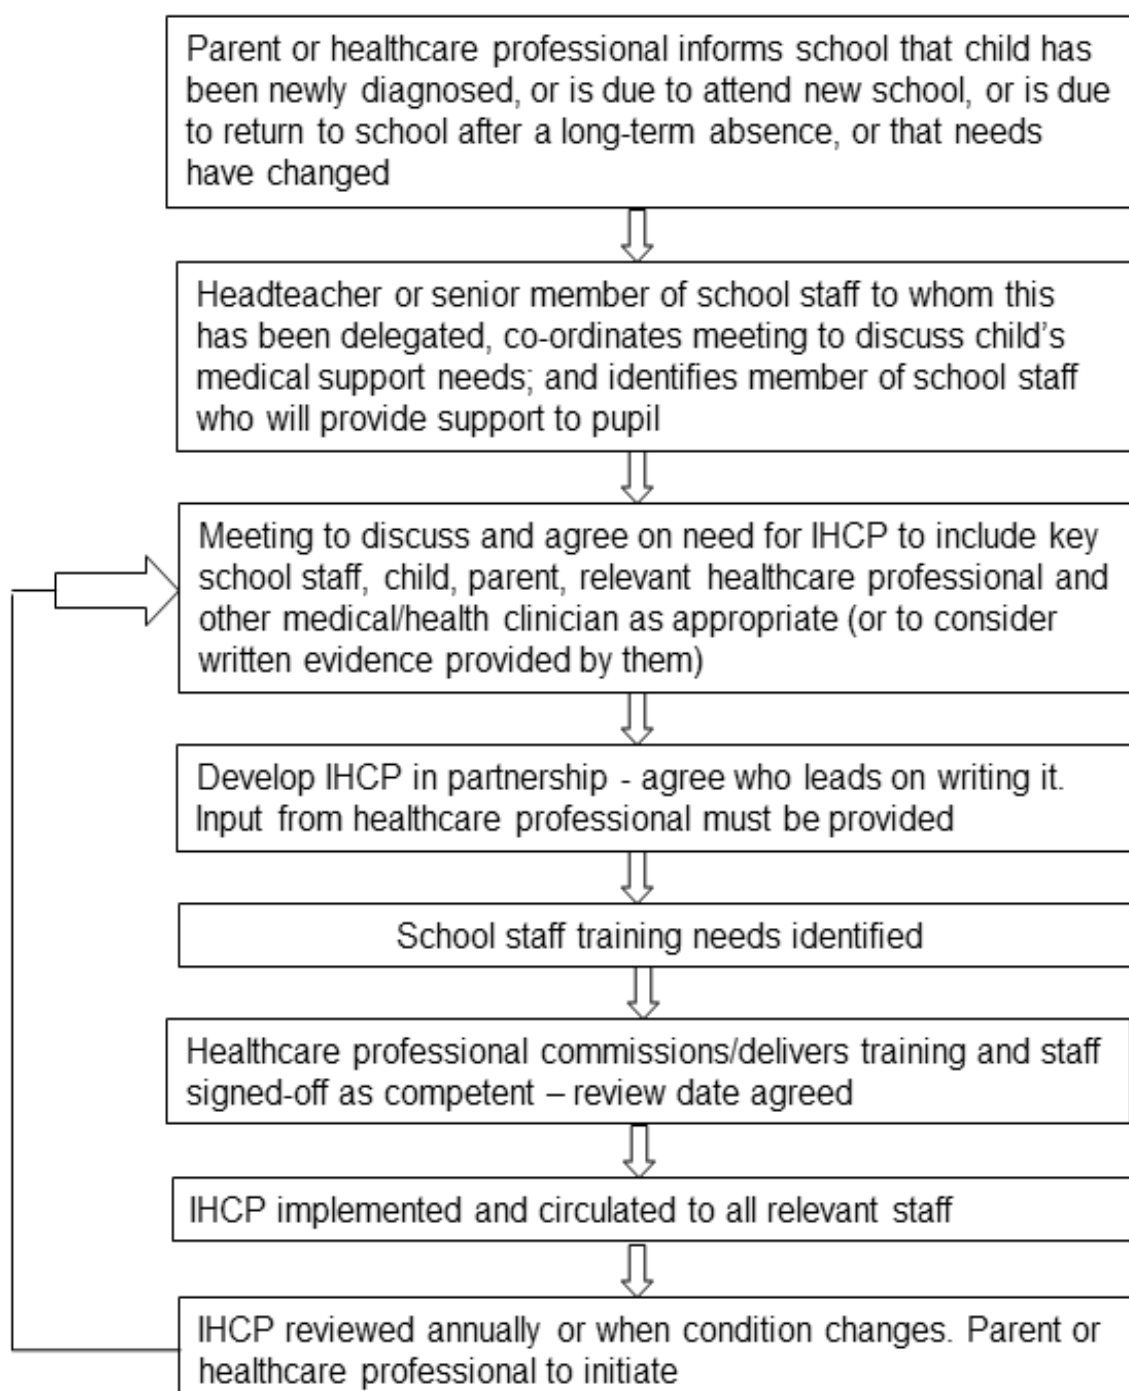 Parent or healthcare professional informs school that child has
been newly diagnosed, or is due to attend new school, or is due
to return to school after a long-term absence, or that needs
have changed
Headteacher or senior member of school staff to whom this
has been delegated, co-ordinates meeting to discuss child's
medical support needs; and identifies member of school staff
who will provide support to pupil
Meeting to discuss and agree on need for IHCP to include key
school staff, child, parent, relevant healthcare professional and
other medical/health clinician as appropriate (or to consider
written evidence provided by them)
Develop IHCP in partnership - agree who leads on writing it.
Input from healthcare professional must be provided
School staff training needs identified
Healthcare professional commissions/delivers training and staff
signed-off as competent – review date agreed
IHCP implemented and circulated to all relevant staff
IHCP reviewed annually or when condition changes. Parent or
healthcare professional to initiate